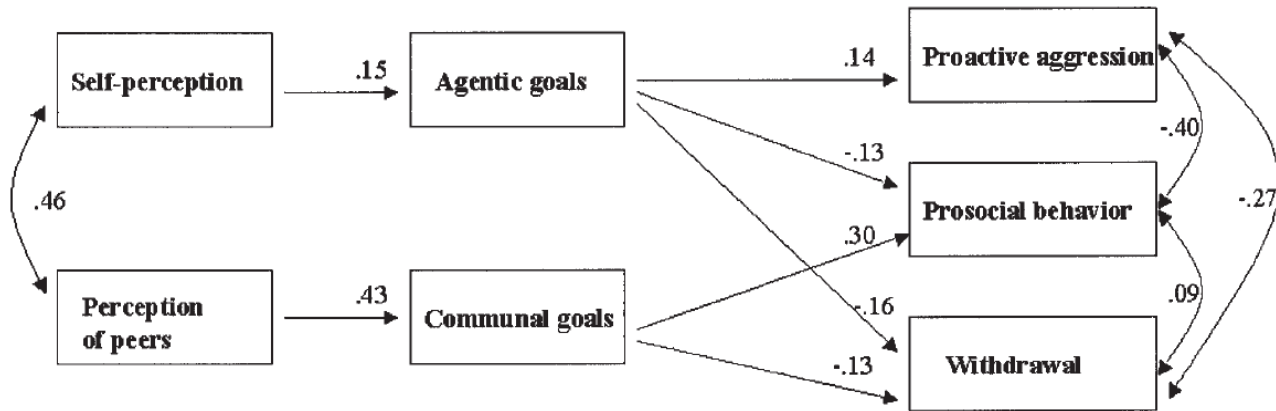 Self-perception
.15
Agentic goals
.14
Proactive aggression
-.40
-.13
.46
Prosocial behavior
-.27
.30
Perception
of peers
.43
Communal goals
-.16
.09
-.13
Withdrawal